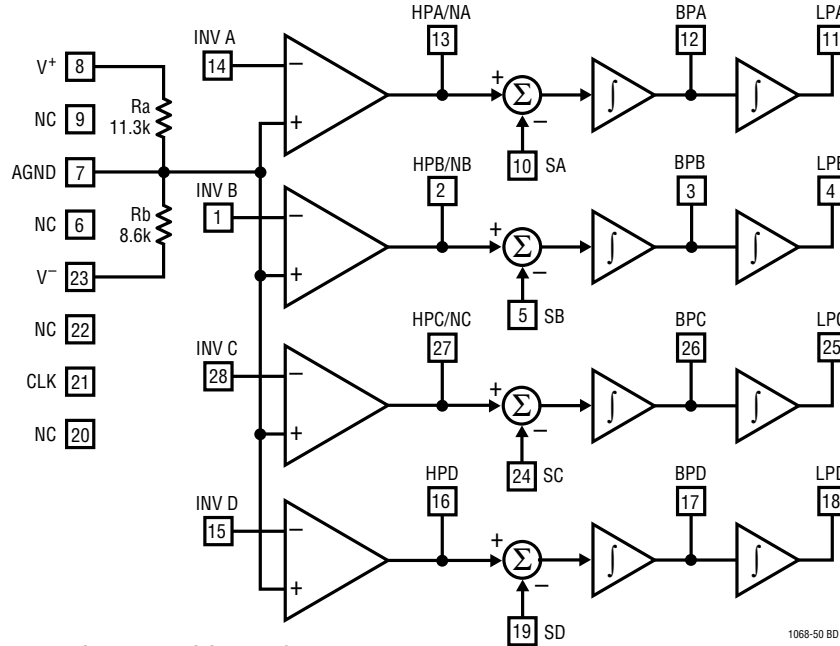 HPA/NA
BPA
LPA
INV A
13
12
11
V+ 8
14
−
+
∫
∫
Ra
11.3k
NC 9
+
Σ
−
10 SA
AGND 7
HPB/NB
BPB
LPB
INV B
2
3
4
Rb
8.6k
NC 6
1
−
+
∫
∫
V− 23
+
Σ
−
5 SB
NC 22
HPC/NC
BPC
LPC
INV C
27
26
25
CLK 21
28
−
+
∫
∫
NC 20
+
Σ
−
24 SC
HPD
BPD
LPD
INV D
16
17
18
15
−
+
∫
∫
+
Σ
−
19 SD
1068-50 BD